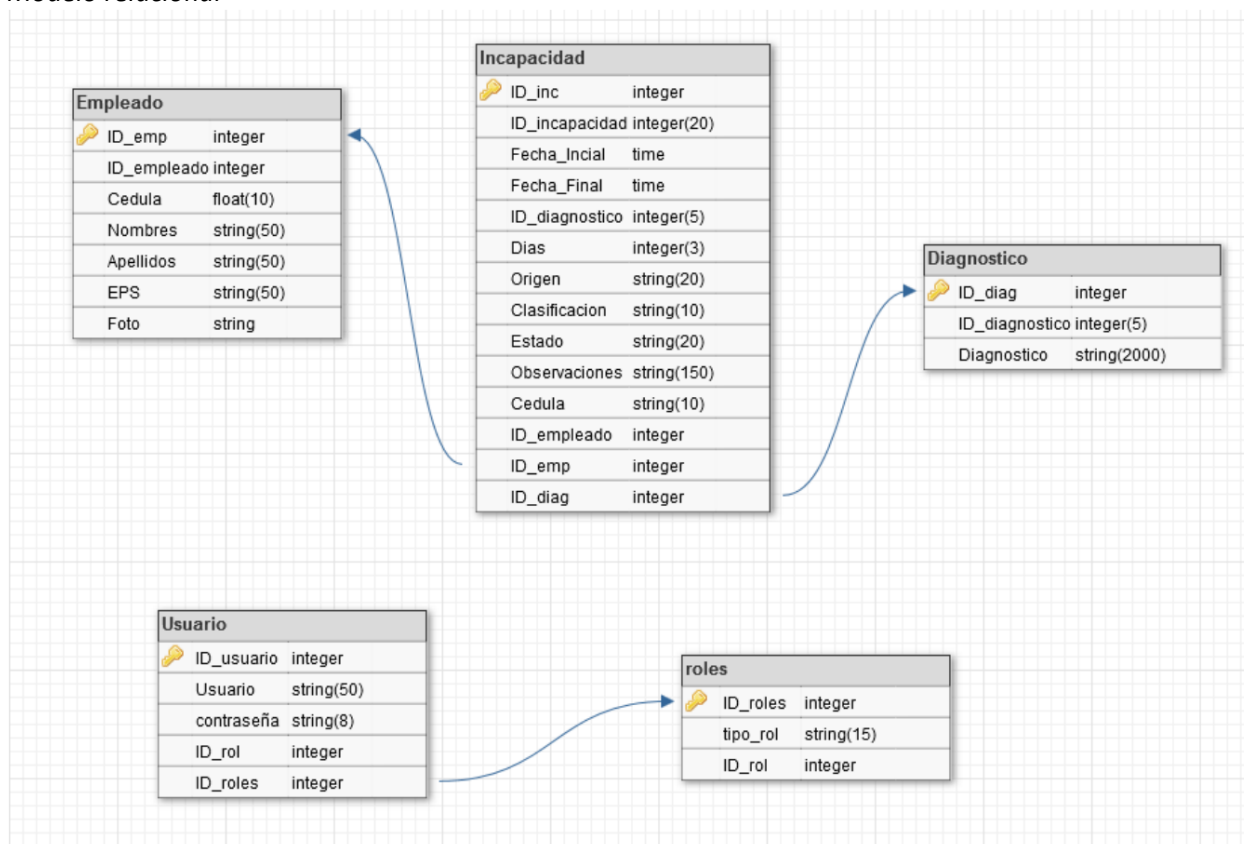 Modelo relacional
Empleado
ID_emp integer
ID_empleado integer
Cedula float(10)
Nombres string(50)
Apellidos string(50)
EPS string(50)
Foto string
Incapacidad
ID_inc integer
ID_incapacidad integer(20)
Fecha_Incial time
Fecha_Final time
ID_diagnostico integer(5)
Dias integer(3)
Origen string(20)
Clasificacion string(10)
Estado string(20)
Observaciones string(150)
Cedula string(10)
ID_empleado integer
ID_emp integer
ID_diag integer
Diagnostico
ID_diag integer
ID_diagnostico integer(5)
Diagnostico string(2000)
Usuario
ID_usuario integer
Usuario string(50)
contraseña string(8)
ID_rol integer
ID_roles integer
roles
ID_roles integer
tipo_rol string(15)
ID_rol integer